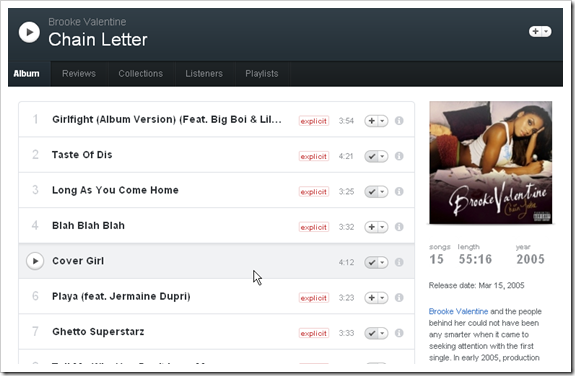 Brooke Valentine
Chain Letter
Album Reviews Collections Listeners Playlists
1 Girlfight (Album Version) (Feat. Big Boi & Lil... explicit 3:54
2 Taste Of Dis explicit 4:21
3 Long As You Come Home explicit 3:25
4 Blah Blah Blah explicit 3:32
Cover Girl 4:12
6 Playa (feat. Jermaine Dupri) explicit 3:23
7 Ghetto Superstarz explicit 3:33
Brooke Valentine
Chain Letter
songs length year
15 55:16 2005
Release date: Mar 15, 2005
Brooke Valentine and the people
behind her could not have been
any smarter when it came to
seeking attention with the first
single. In early 2005, production